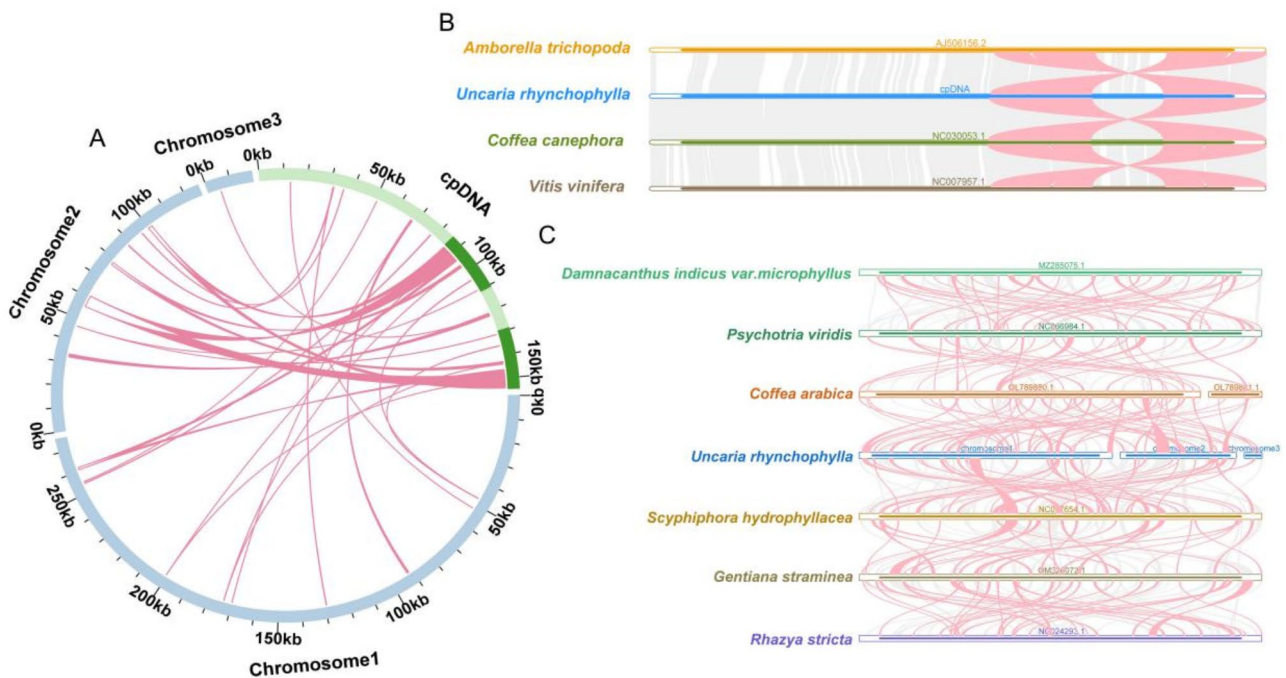 A
Chromosome3
0kb
0kb
50kb
cpDNA
100kb
150kb
0kb
50kb
100kb
150kb
Chromosome1
200kb
250kb
0kb
50kb
Chromosome2
100kb
B
Amborella trichopoda
AJ506156.2
Uncaria rhynchophylla
cpDNA
Coffea canephora
NC030053.1
Vitis vinifera
NC007957.1
C
Damnacanthus indicus var.microphyllus
Psychotria viridis
Coffea arabica
Uncaria rhynchophylla
chromosome1
chromosome2
chromosome3
Scyphiphora hydrophyllacea
Gentiana straminea
Rhazya stricta
NC024293.1